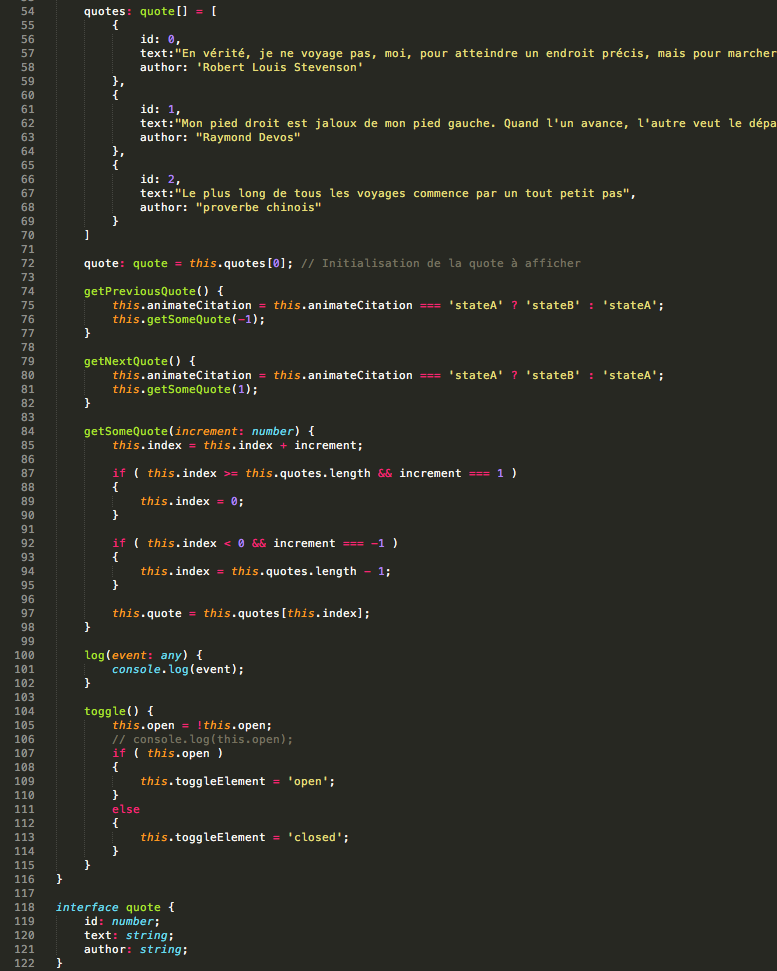 54 quotes: quote[] = [
55 {
56 id: 0,
57 text:"En vérité, je ne voyage pas, moi, pour atteindre un endroit précis, mais pour marcher
58 author: 'Robert Louis Stevenson'
59 },
60 {
61 id: 1,
62 text:"Mon pied droit est jaloux de mon pied gauche. Quand l'un avance, l'autre veut le dépa
63 author: "Raymond Devos"
64 },
65 {
66 id: 2,
67 text:"Le plus long de tous les voyages commence par un tout petit pas",
68 author: "proverbe chinois"
69 }
70 ]
71
72 quote: quote = this.quotes[0]; // Initialisation de la quote à afficher
73
74 getPreviousQuote() {
75 this.animateCitation = this.animateCitation === 'stateA' ? 'stateB' : 'stateA';
76 this.getSomeQuote(-1);
77 }
78
79 getNextQuote() {
80 this.animateCitation = this.animateCitation === 'stateA' ? 'stateB' : 'stateA';
81 this.getSomeQuote(1);
82 }
83
84 getSomeQuote(increment: number) {
85 this.index = this.index + increment;
86
87 if ( this.index >= this.quotes.length && increment === 1 )
88 {
89 this.index = 0;
90 }
91
92 if ( this.index < 0 && increment === -1 )
93 {
94 this.index = this.quotes.length - 1;
95 }
96
97 this.quote = this.quotes[this.index];
98 }
99
100 log(event: any) {
101 console.log(event);
102 }
103
104 toggle() {
105 this.open = !this.open;
106 // console.log(this.open);
107 if ( this.open )
108 {
109 this.toggleElement = 'open';
110 }
111 else
112 {
113 this.toggleElement = 'closed';
114 }
115 }
116 }
117
118 interface quote {
119 id: number;
120 text: string;
121 author: string;
122 }